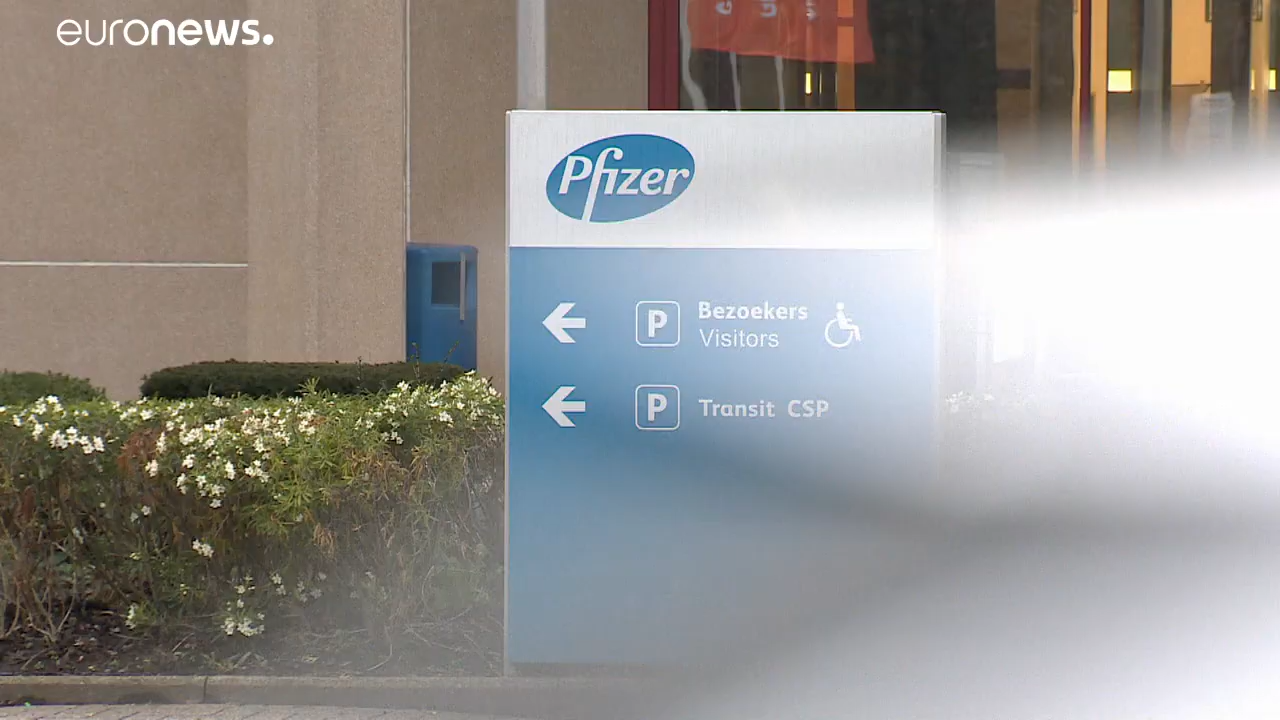 euronews.
Pfizer
P Bezoekers
Visitors
P Transit CSP